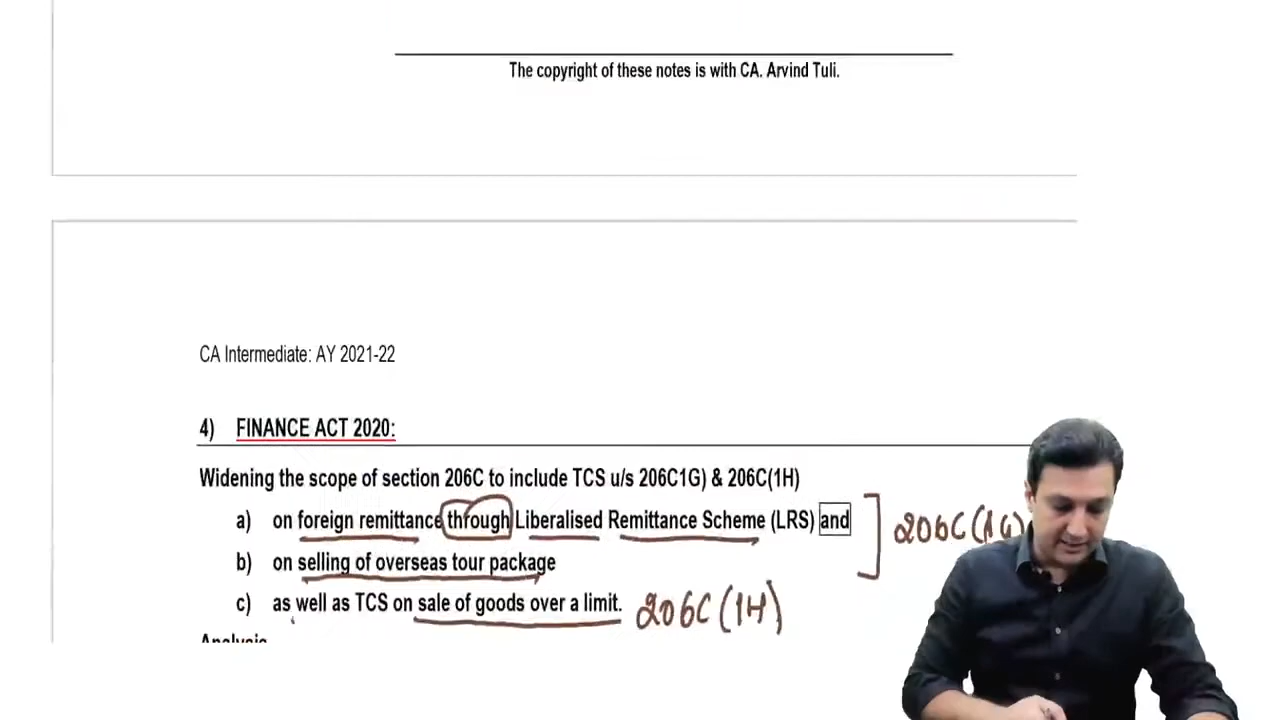 The copyright of these notes is with CA. Arvind Tuli.
CA Intermediate: AY 2021-22
4) FINANCE ACT 2020:
Widening the scope of section 206C to include TCS u/s 206C1G) & 206C(1H)
a) on foreign remittance through Liberalised Remittance Scheme (LRS) and 206C(1G)
b) on selling of overseas tour package
c) as well as TCS on sale of goods over a limit. 206C(1H)
Analysis